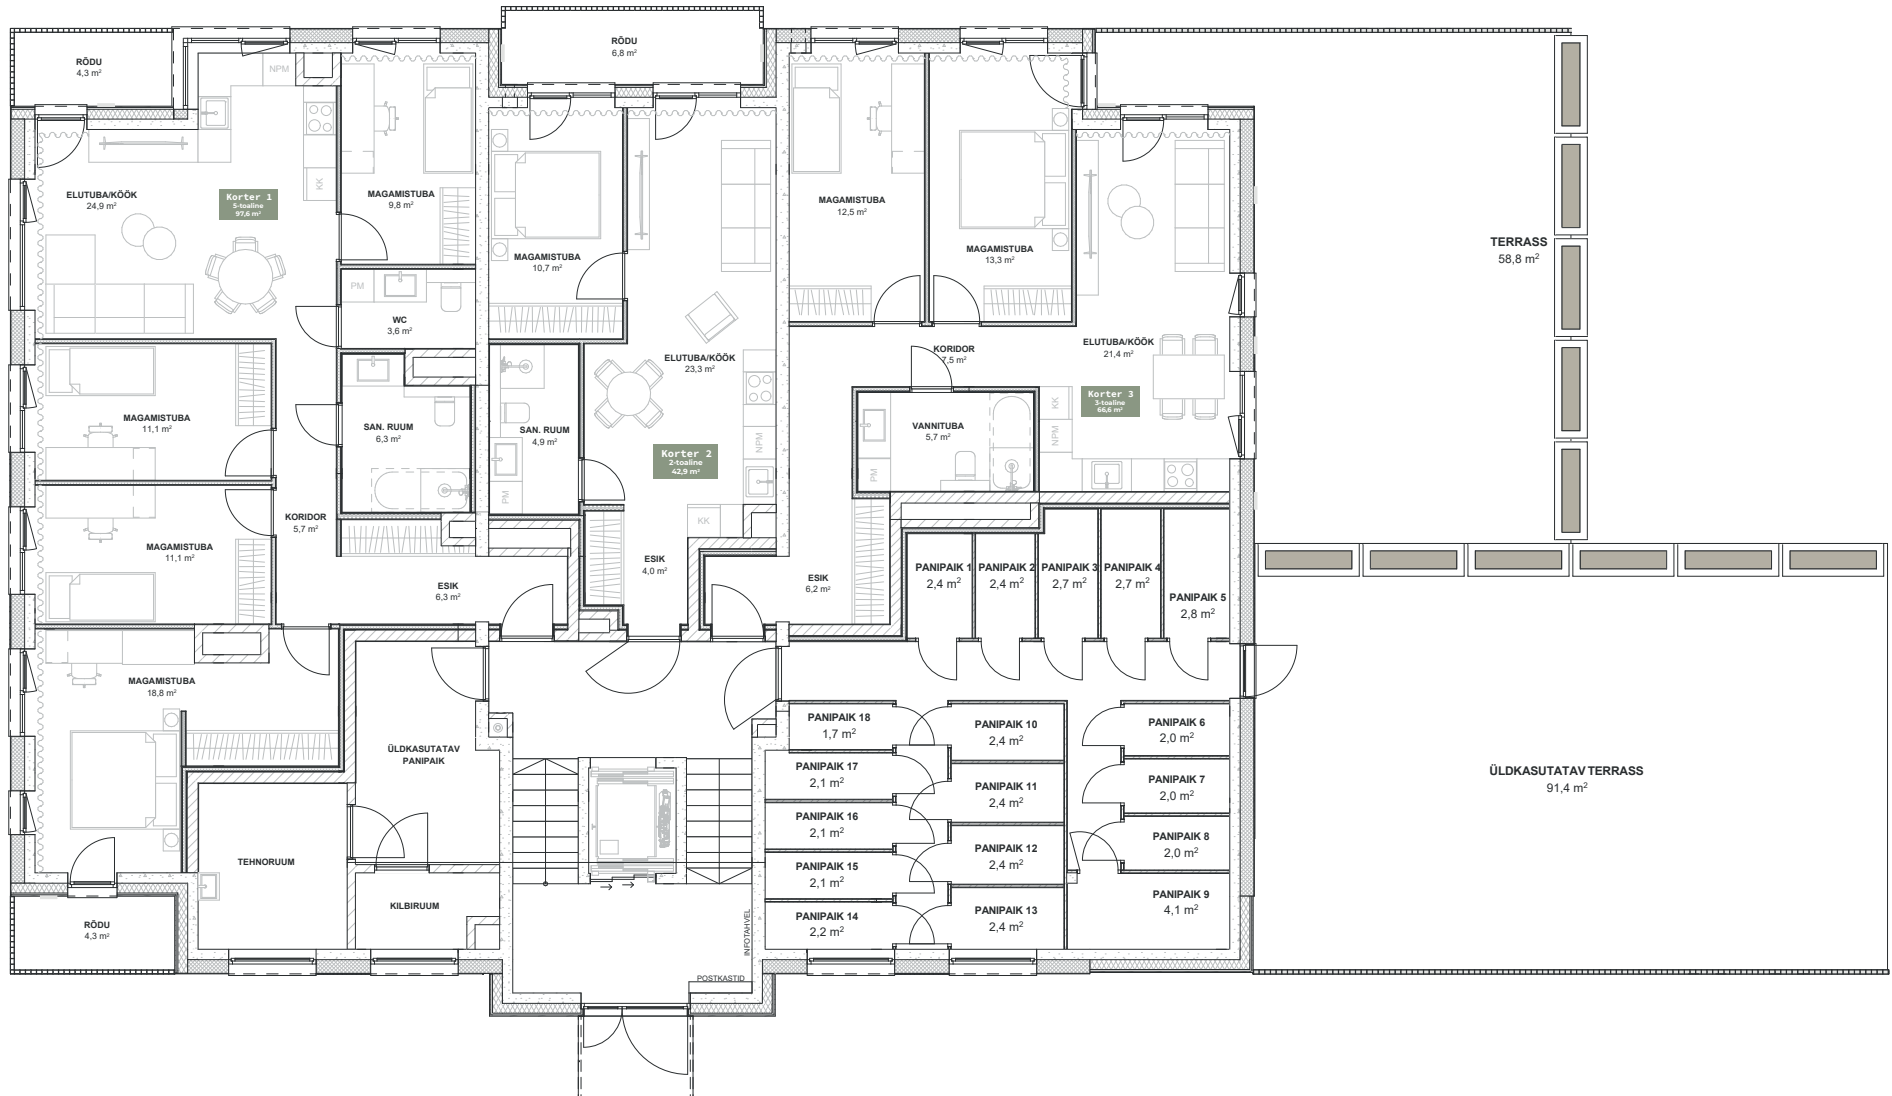 RÕDU
4,3 m²
NPM
KK
ELUTUBA/KÖÖK
24,9 m²
Korter 1
5-toaline
97,6 m²
MAGAMISTUBA
9,8 m²
PM
WC
3,6 m²
SAN. RUUM
6,3 m²
MAGAMISTUBA
11,1 m²
MAGAMISTUBA
11,1 m²
KORIDOR
5,7 m²
ESIK
6,3 m²
MAGAMISTUBA
18,8 m²
RÕDU
4,3 m²
RÕDU
6,8 m²
MAGAMISTUBA
10,7 m²
ELUTUBA/KÖÖK
23,3 m²
SAN. RUUM
4,9 m²
PM
Korter 2
2-toaline
42,9 m²
NPM
KK
ESIK
4,0 m²
MAGAMISTUBA
12,5 m²
MAGAMISTUBA
13,3 m²
KORIDOR
7,5 m²
ELUTUBA/KÖÖK
21,4 m²
Korter 3
3-toaline
66,6 m²
KK
NPM
VANNITUBA
5,7 m²
PM
ESIK
6,2 m²
TERRASS
58,8 m²
ÜLDKASUTATAV TERRASS
91,4 m²
PANIPAIK 1
2,4 m²
PANIPAIK 2
2,4 m²
PANIPAIK 3
2,7 m²
PANIPAIK 4
2,7 m²
PANIPAIK 5
2,8 m²
PANIPAIK 18
1,7 m²
PANIPAIK 17
2,1 m²
PANIPAIK 16
2,1 m²
PANIPAIK 15
2,1 m²
PANIPAIK 14
2,2 m²
PANIPAIK 10
2,4 m²
PANIPAIK 11
2,4 m²
PANIPAIK 12
2,4 m²
PANIPAIK 13
2,4 m²
PANIPAIK 6
2,0 m²
PANIPAIK 7
2,0 m²
PANIPAIK 8
2,0 m²
PANIPAIK 9
4,1 m²
ÜLDKASUTATAV
PANIPAIK
TEHNORUUM
KILBIRUUM
INFOTAHVEL
POSTKASTID